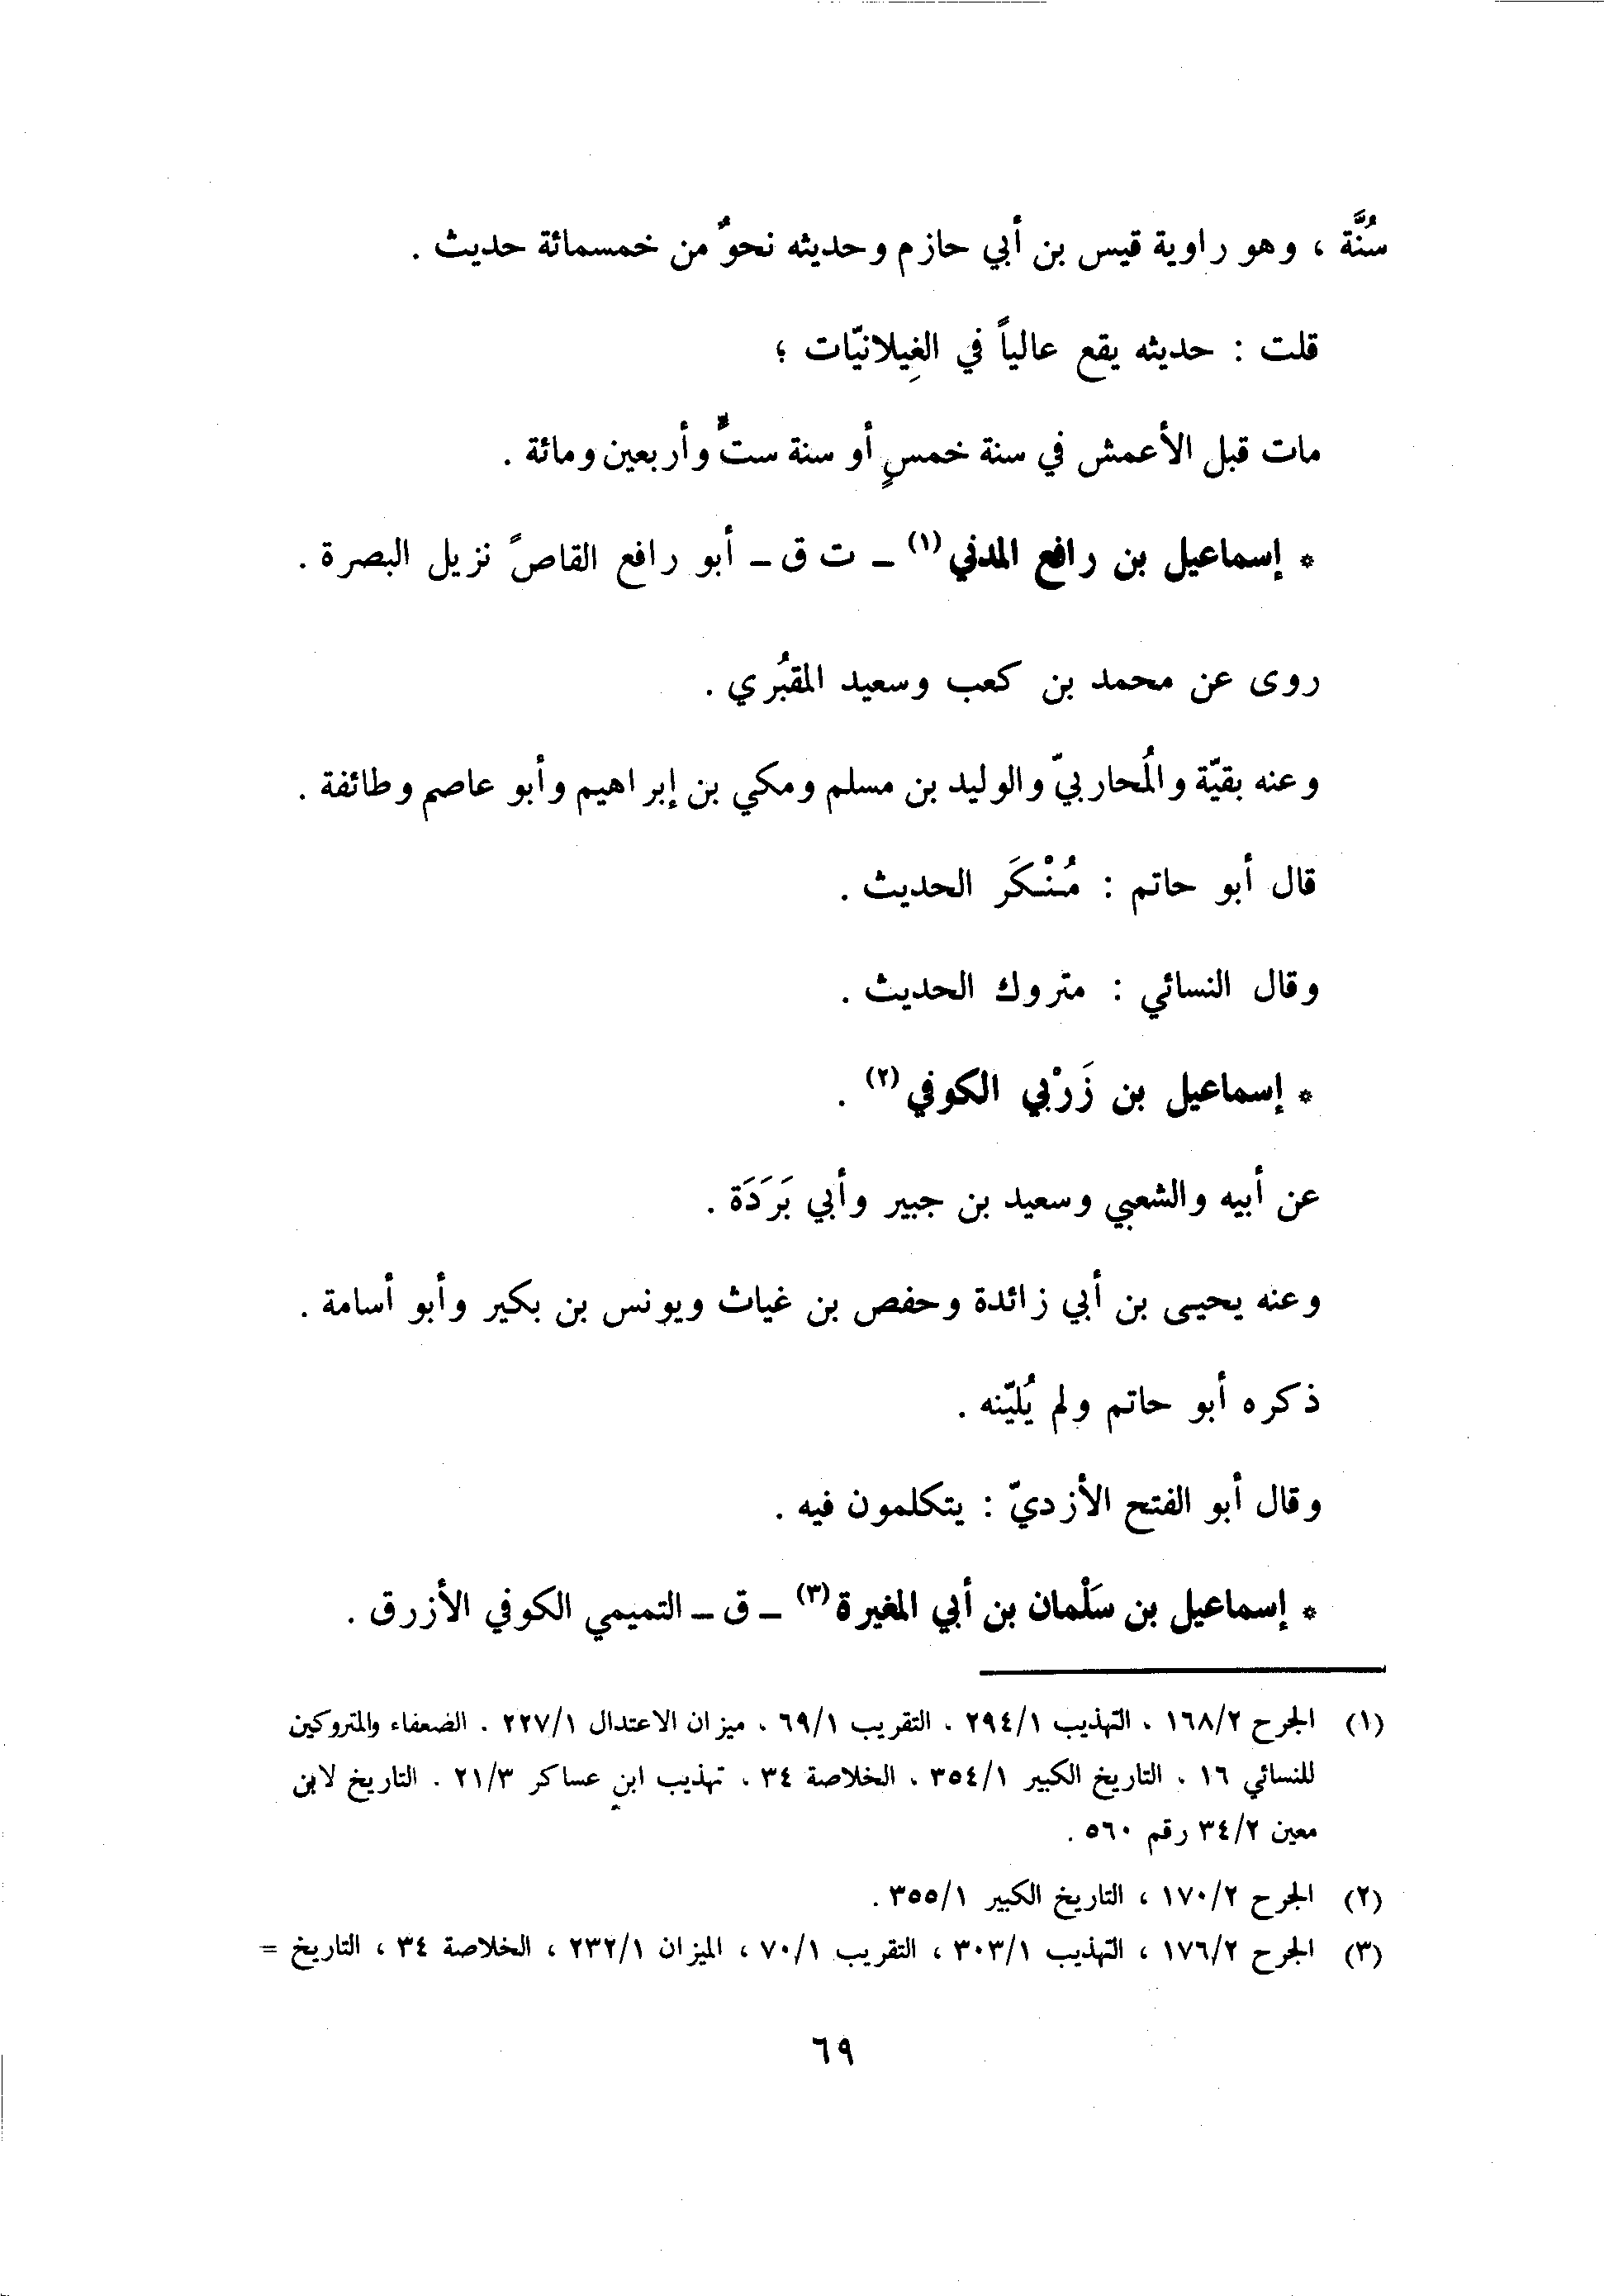 سُنَّة ، وهو راوية قيس بن أبي حازم وحديثه نحوٌ من خمسمائة حديث .
قلت : حديثه يقع عالياً في الغِيلانيّات ؛
مات قبل الأعمش في سنة خمسٍ أو سنة ستٌ وأربعين ومائة .
* إسماعيل بن رافع المدني (١) ـ ت ق ـ أبو رافع القاصّ نزيل البصرة .
روى عن محمد بن كعب وسعيد المقبُري .
وعنه بقيّة والُمحاربيّ والوليد بن مسلم ومكي بن إبراهيم وأبو عاصم وطائفة .
قال أبو حاتم : مُنْكَر الحديث .
وقال النسائي : متروك الحديث .
* إسماعيل بن زَرْبي الكوفي (٢) .
عن أبيه والشعبي وسعيد بن جبير وأبي بَرَدَة .
وعنه يحيى بن أبي زائدة وحفص بن غياث ويونس بن بكير وأبو أسامة .
ذكره أبو حاتم ولم يُليّنه .
وقال أبو الفتح الأزديّ : يتكلمون فيه .
* إسماعيل بن سَلْمان بن أبي المغيرة (٣) ـ ق ـ التميمي الكوفي الأزرق .
(١) الجرح ١٦٨/٢ ، التهذيب ٢٩٤/١ . التقريب ٦٩/١ ، ميزان الاعتدال ٢٢٧/١ . الضعفاء والمتروكين
للنسائي ١٦ ، التاريخ الكبير ٣٥٤/١ ، الخلاصة ٣٤ ، تهذيب ابن عساكر ٢١/٣ . التاريخ لابن
معين ٣٤/٢ رقم ٥٦٠ .
(٢) الجرح ١٧٠/٢ ، التاريخ الكبير ٣٥٥/١ .
(٣) الجرح ١٧٦/٢ ، التهذيب ٣٠٣/١ ، التقريب ٧٠/١ ، الميزان ٢٣٢/١ ، الخلاصة ٣٤ ، التاريخ =
٦٩